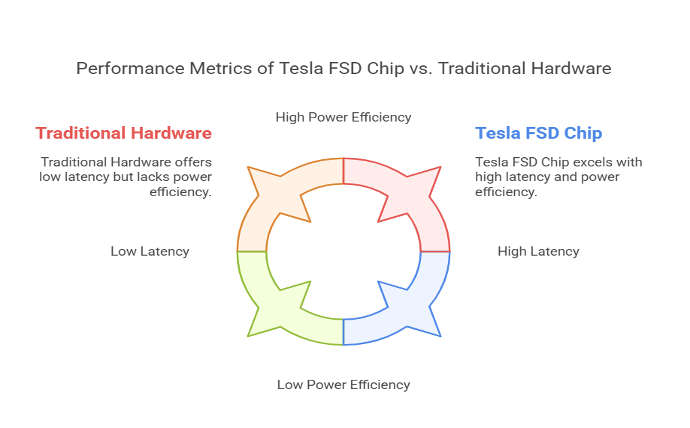 Performance Metrics of Tesla FSD Chip vs. Traditional Hardware
High Power Efficiency
Traditional Hardware
Traditional Hardware offers
low latency but lacks power
efficiency.
Tesla FSD Chip
Tesla FSD Chip excels with
high latency and power
efficiency.
Low Latency
High Latency
Low Power Efficiency